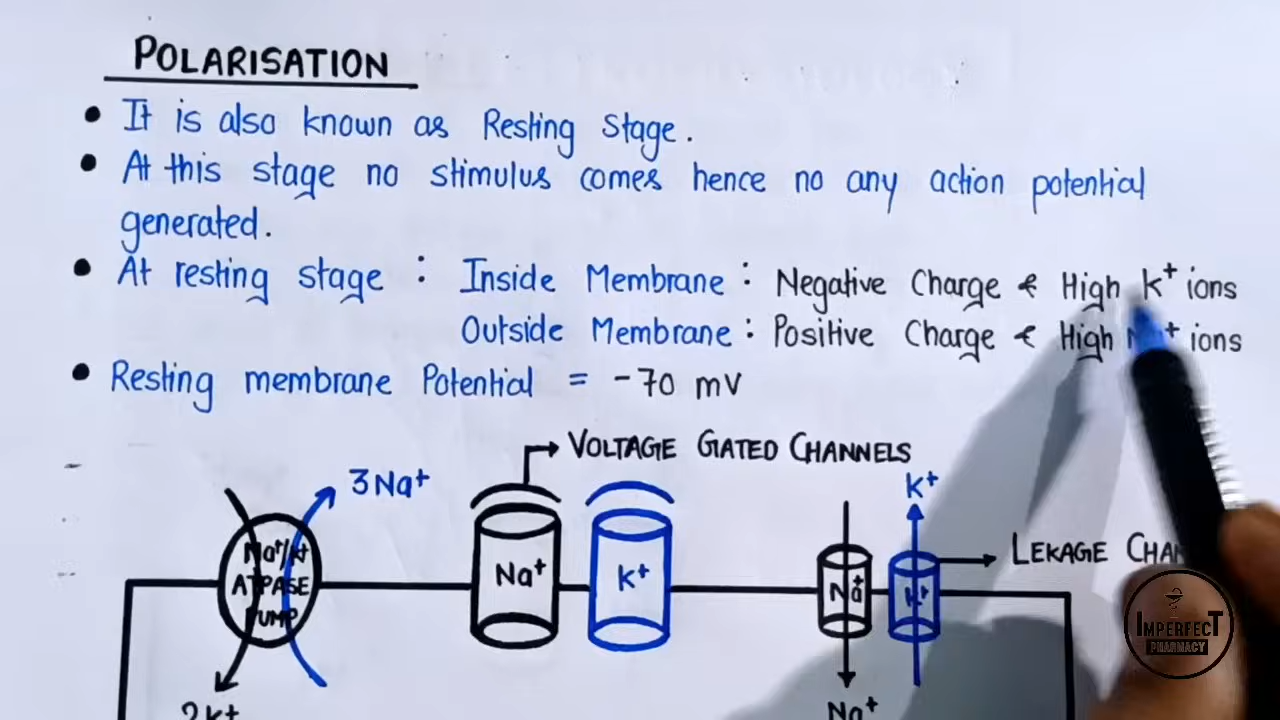 POLARISATION
• It is also known as Resting Stage.
• At this stage no stimulus comes hence no any action potential
generated.
• At resting stage : Inside Membrane : Negative Charge & High K+ ions
Outside Membrane : Positive Charge & High ions
• Resting membrane Potential = -70 mV
VOLTAGE GATED CHANNELS
3Na+
K+
LEKAGE
Na+/K+
ATPASE
PUMP
Na+
K+
Na+
K+
2K+
Na+
IMPERFECT
PHARMACY